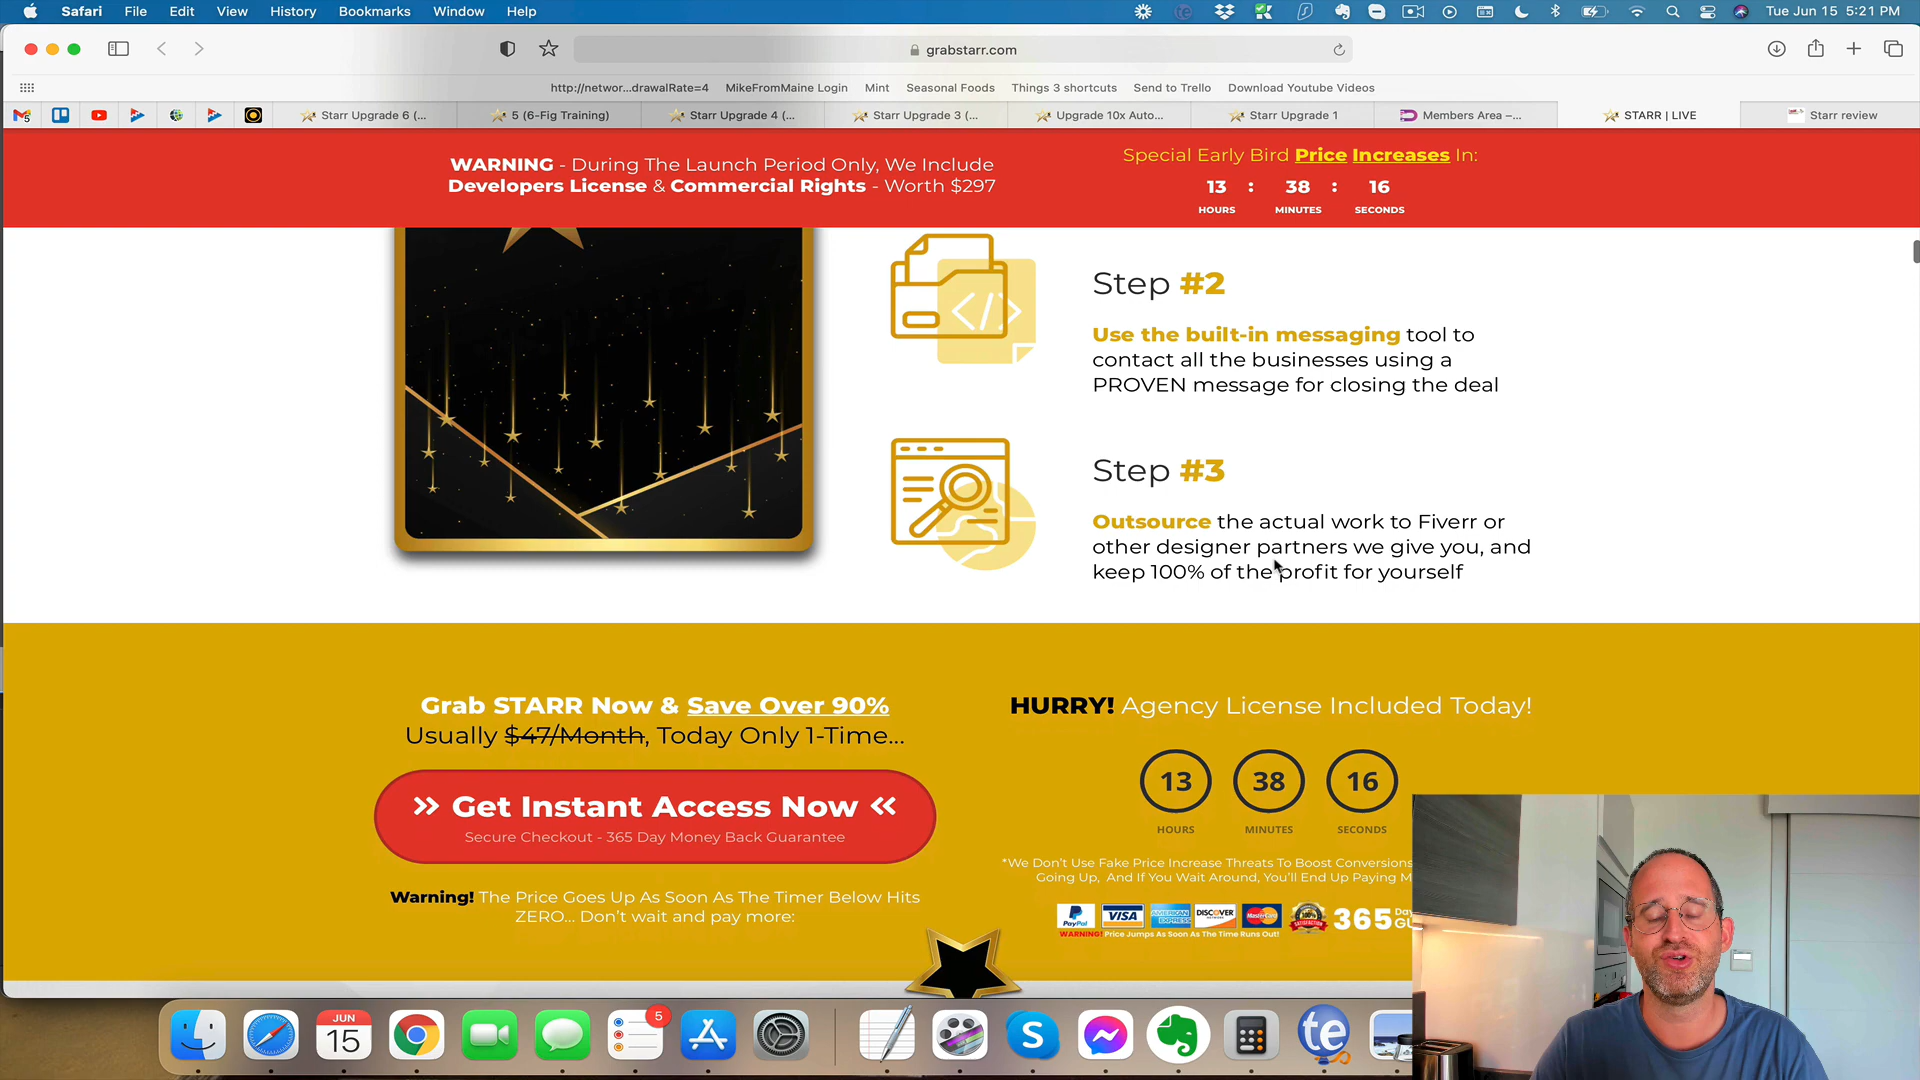 Safari File Edit View History Bookmarks Window Help
Tue Jun 15 5:21 PM
grabstarr.com
http://networ...drawalRate=4 MikeFromMaine Login Mint Seasonal Foods Things 3 shortcuts Send to Trello Download Youtube Videos
Starr Upgrade 6 (... 5 (6-Fig Training) Starr Upgrade 4 (... Starr Upgrade 3 (... Upgrade 10x Auto... Starr Upgrade 1 Members Area –... STARR | LIVE Starr review
WARNING - During The Launch Period Only, We Include
Developers License & Commercial Rights - Worth $297
Special Early Bird Price Increases In:
13 : 38 : 16
HOURS MINUTES SECONDS
Step #2
Use the built-in messaging tool to
contact all the businesses using a
PROVEN message for closing the deal
Step #3
Outsource the actual work to Fiverr or
other designer partners we give you, and
keep 100% of the profit for yourself
Grab STARR Now & Save Over 90%
Usually $47/Month, Today Only 1-Time...
» Get Instant Access Now «
Secure Checkout - 365 Day Money Back Guarantee
Warning! The Price Goes Up As Soon As The Timer Below Hits
ZERO... Don't wait and pay more:
HURRY! Agency License Included Today!
13 38 16
HOURS MINUTES SECONDS
*We Don't Use Fake Price Increase Threats To Boost Conversions
Going Up, And If You Wait Around, You'll End Up Paying M
PayPal VISA AMERICAN EXPRESS DISCOVER MasterCard 365 Da
GU
WARNING! Price Jumps As Soon As The Time Runs Out!
JUN
15
5
te